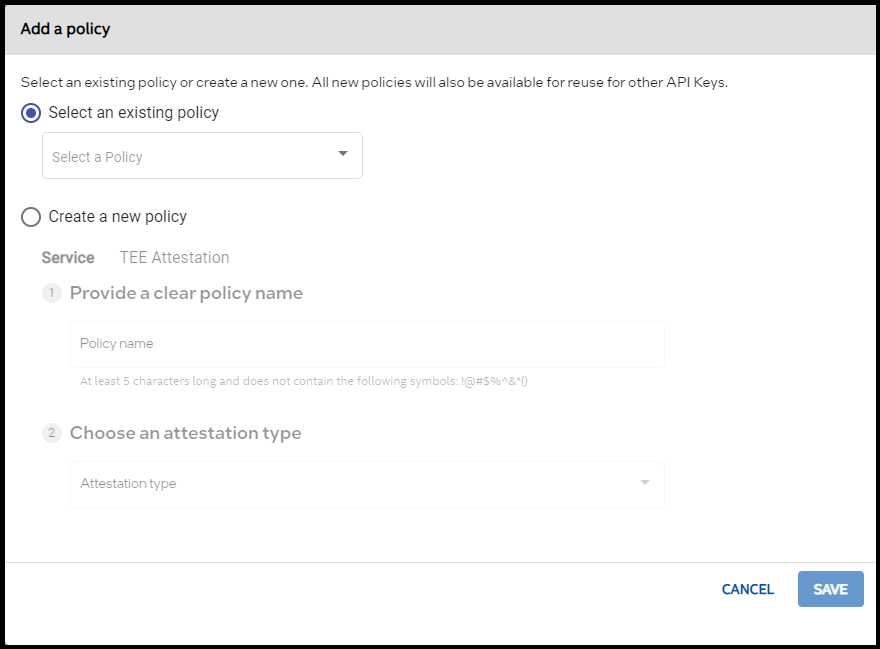 Add a policy
Select an existing policy or create a new one. All new policies will also be available for reuse for other API Keys.
Select an existing policy
Select a Policy
Create a new policy
Service TEE Attestation
1 Provide a clear policy name
Policy name
At least 5 characters long and does not contain the following symbols: !@#$%^&*()
2 Choose an attestation type
Attestation type
CANCEL SAVE